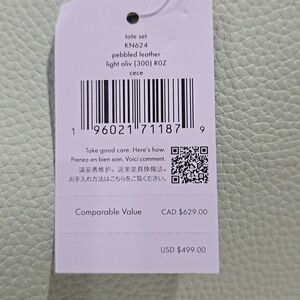 tote set
KN624
pebbled leather
light oliv (300) R0Z
cece
1 96021 71187 9
Take good care. Here's how.
Prenez-en bien soin. Voici comment.
请妥善维护。这里是具体做法。
お手入れ方法はこちらをご覧ください。
Comparable Value CAD $629.00
USD $499.00